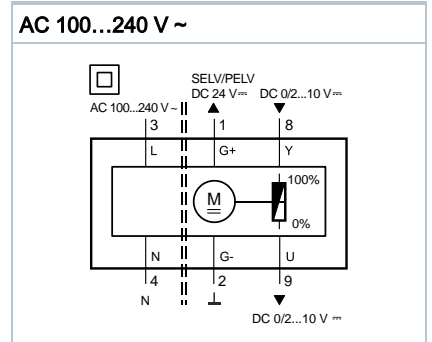 AC 100...240 V ~
SELV/PELV
AC 100...240 V ~ DC 24 V⎓ DC 0/2...10 V⎓
3 1 8
L G+ Y
100%
M
0%
N G- U
4 2 9
N ⊥
DC 0/2...10 V ⎓